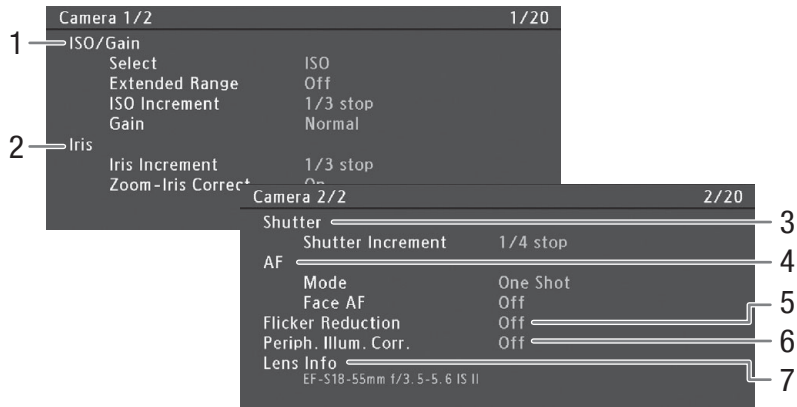 Camera 1/2 1/20
1 ISO/Gain
Select ISO
Extended Range Off
ISO Increment 1/3 stop
Gain Normal
2 Iris
Iris Increment 1/3 stop
Zoom-Iris Correct. On
Camera 2/2 2/20
Shutter 3
Shutter Increment 1/4 stop
AF 4
Mode One Shot
Face AF Off
Flicker Reduction Off 5
Periph. Illum. Corr. Off 6
Lens Info 7
EF-S18-55mm f/3.5-5.6 IS II